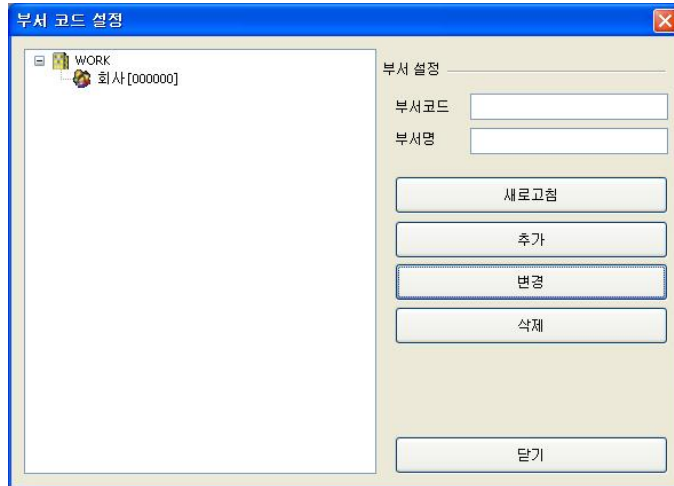 부서 코드 설정
WORK
회사[000000]
부서 설정
부서코드
부서명
새로고침
추가
변경
삭제
닫기